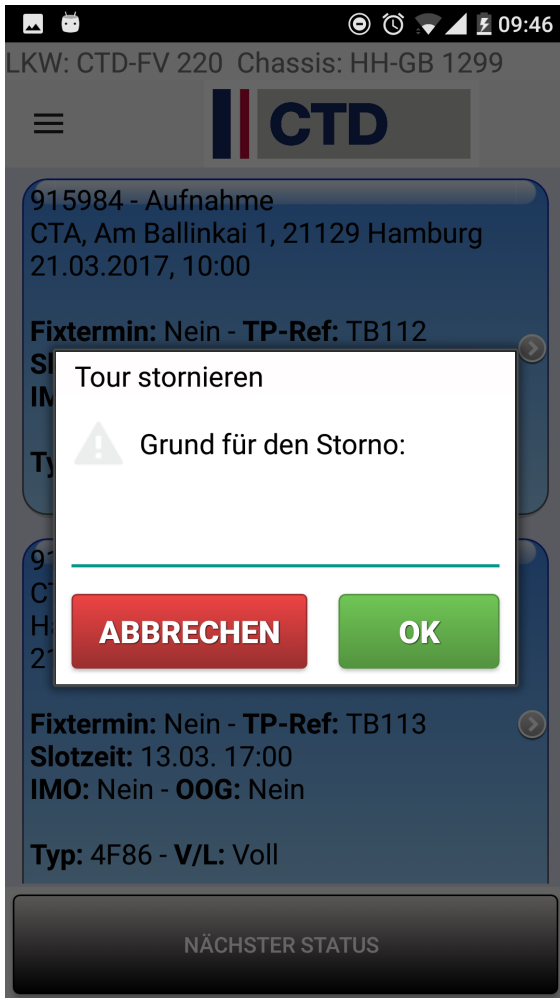 09:46
LKW: CTD-FV 220 Chassis: HH-GB 1299
CTD
915984 - Aufnahme
CTA, Am Ballinkai 1, 21129 Hamburg
21.03.2017, 10:00
Fixtermin: Nein - TP-Ref: TB112
Tour stornieren
Grund für den Storno:
ABBRECHEN
OK
Fixtermin: Nein - TP-Ref: TB113
Slotzeit: 13.03. 17:00
IMO: Nein - OOG: Nein
Typ: 4F86 - V/L: Voll
NÄCHSTER STATUS